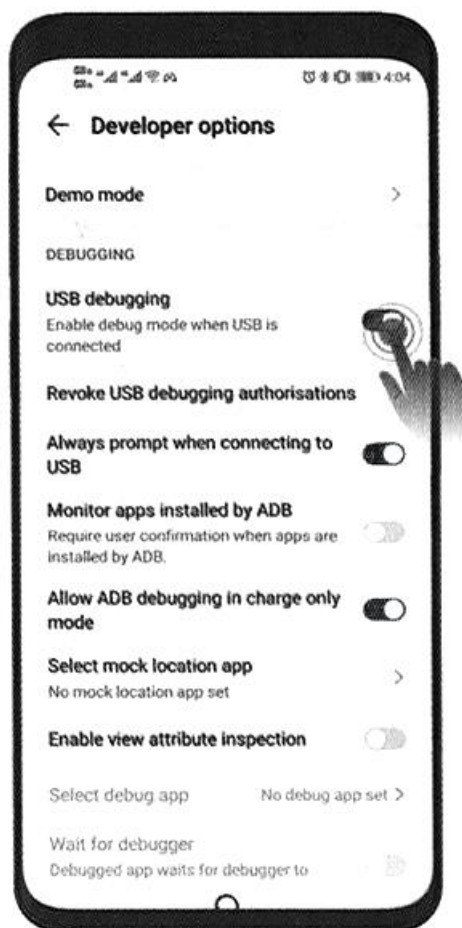 4:04
Developer options
Demo mode
DEBUGGING
USB debugging
Enable debug mode when USB is
connected
Revoke USB debugging authorisations
Always prompt when connecting to
USB
Monitor apps installed by ADB
Require user confirmation when apps are
installed by ADB.
Allow ADB debugging in charge only
mode
Select mock location app
No mock location app set
Enable view attribute inspection
Select debug app No debug app set
Wait for debugger
Debugged app waits for debugger to